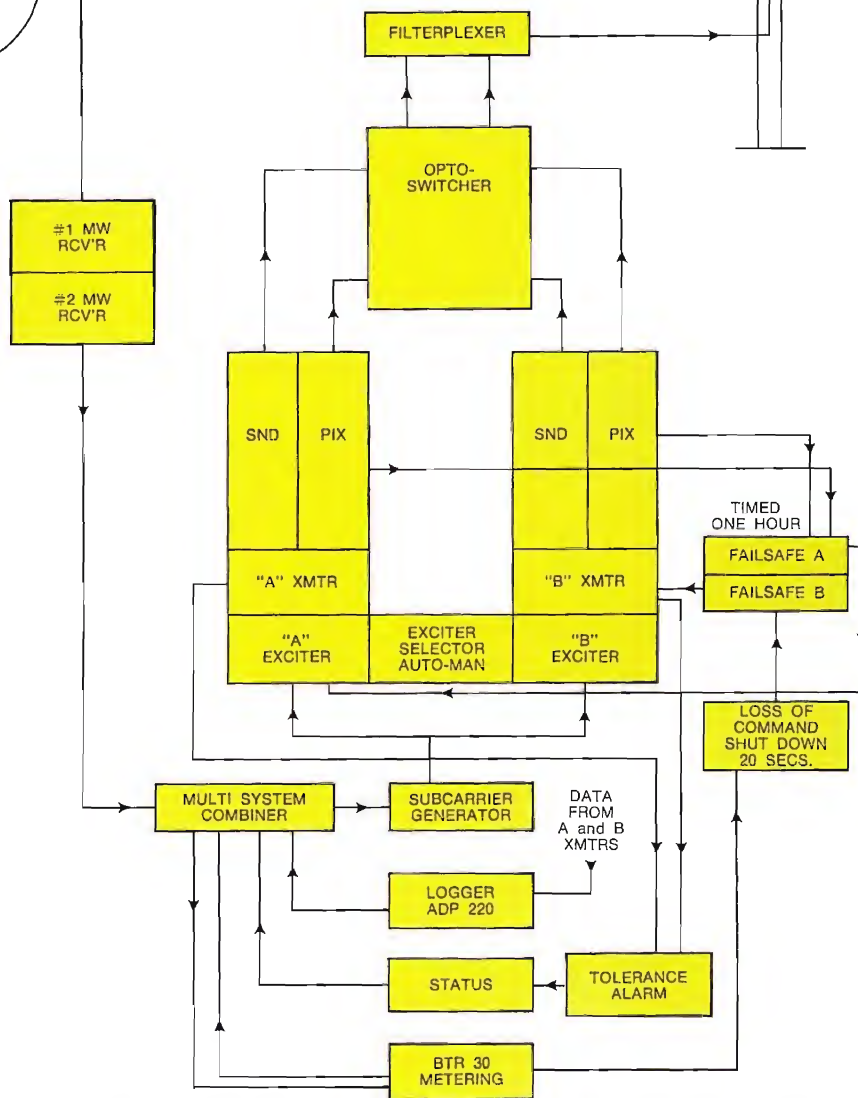 FILTERPLEXER
OPTO-
SWITCHER
#1 MW
RCV'R
#2 MW
RCV'R
SND
PIX
SND
PIX
TIMED
ONE HOUR
FAILSAFE A
FAILSAFE B
"A" XMTR
"B" XMTR
"A"
EXCITER
EXCITER
SELECTOR
AUTO-MAN
"B"
EXCITER
LOSS OF
COMMAND
SHUT DOWN
20 SECS.
MULTI SYSTEM
COMBINER
SUBCARRIER
GENERATOR
DATA
FROM
A and B
XMTRS
LOGGER
ADP 220
STATUS
TOLERANCE
ALARM
BTR 30
METERING